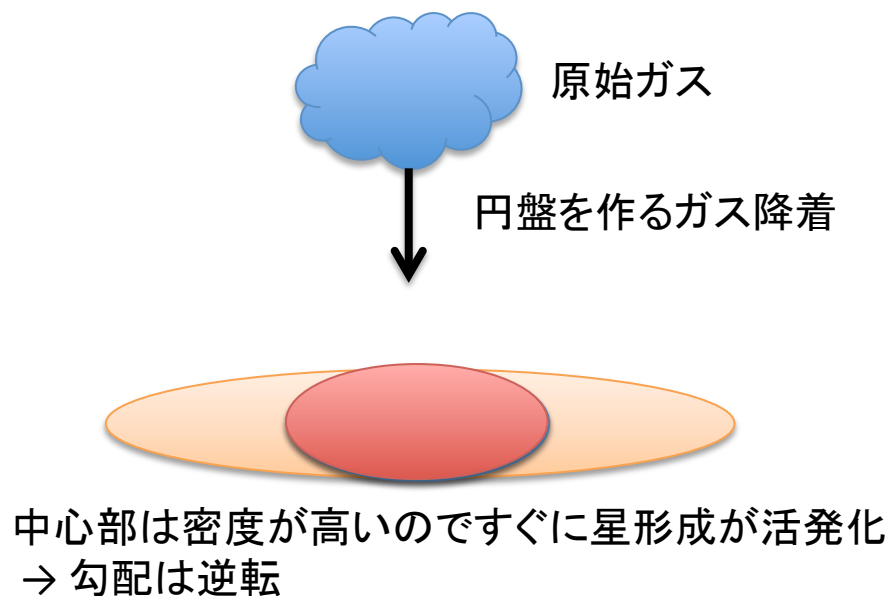 原始ガス
円盤を作るガス降着
中心部は密度が高いのですぐに星形成が活発化
→ 勾配は逆転